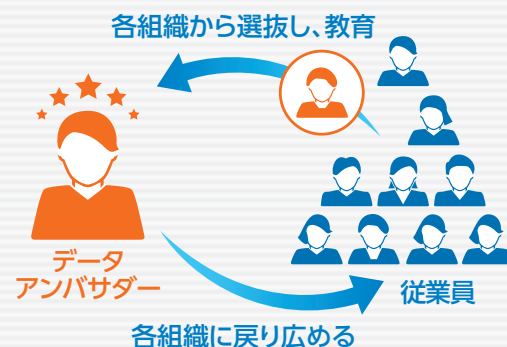 各組織から選抜し、教育
データ
アンバサダー
従業員
各組織に戻り広める